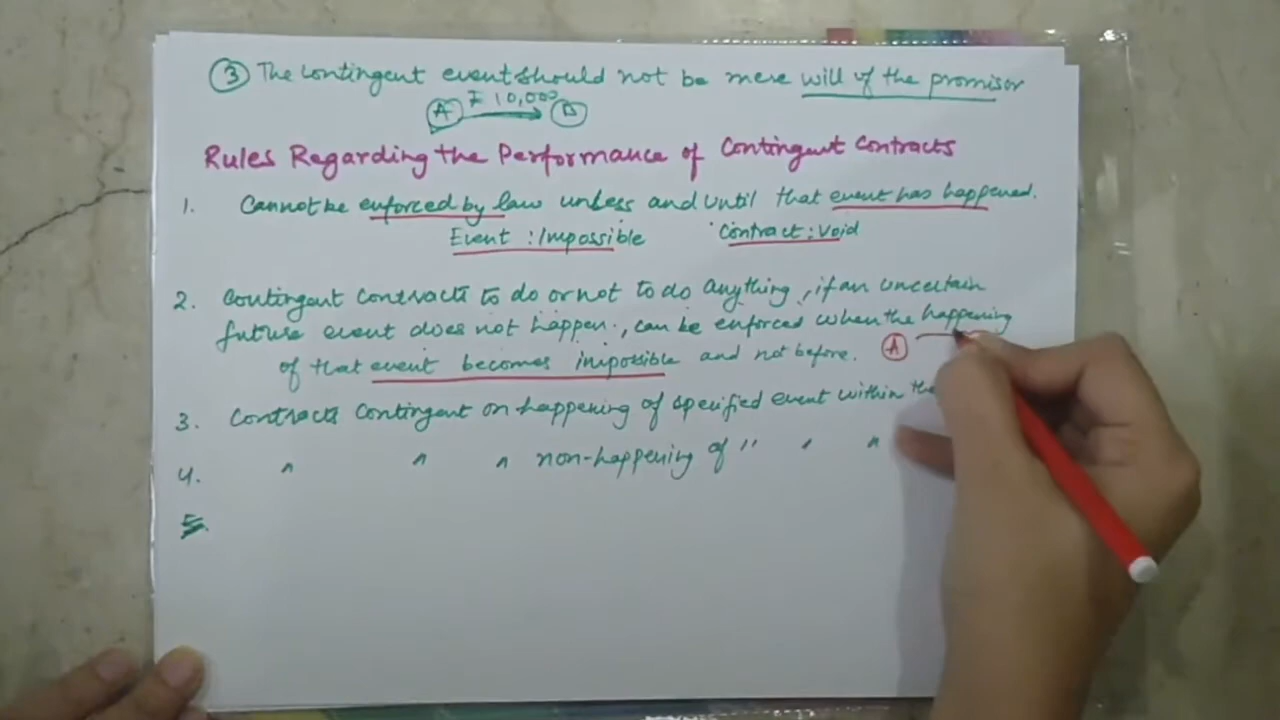 ③ The contingent event should not be mere will of the promisor
A ₹ 10,000 B
Rules Regarding the Performance of Contingent Contracts
1. Cannot be enforced by law unless and until that event has happened.
Event : Impossible Contract : Void
2. Contingent Contracts to do or not to do anything, if an uncertain
future event does not happen, can be enforced when the happening
of that event becomes impossible and not before. A
3. Contracts Contingent on happening of specified event within the
4. " " " non-happening of " " "
5.